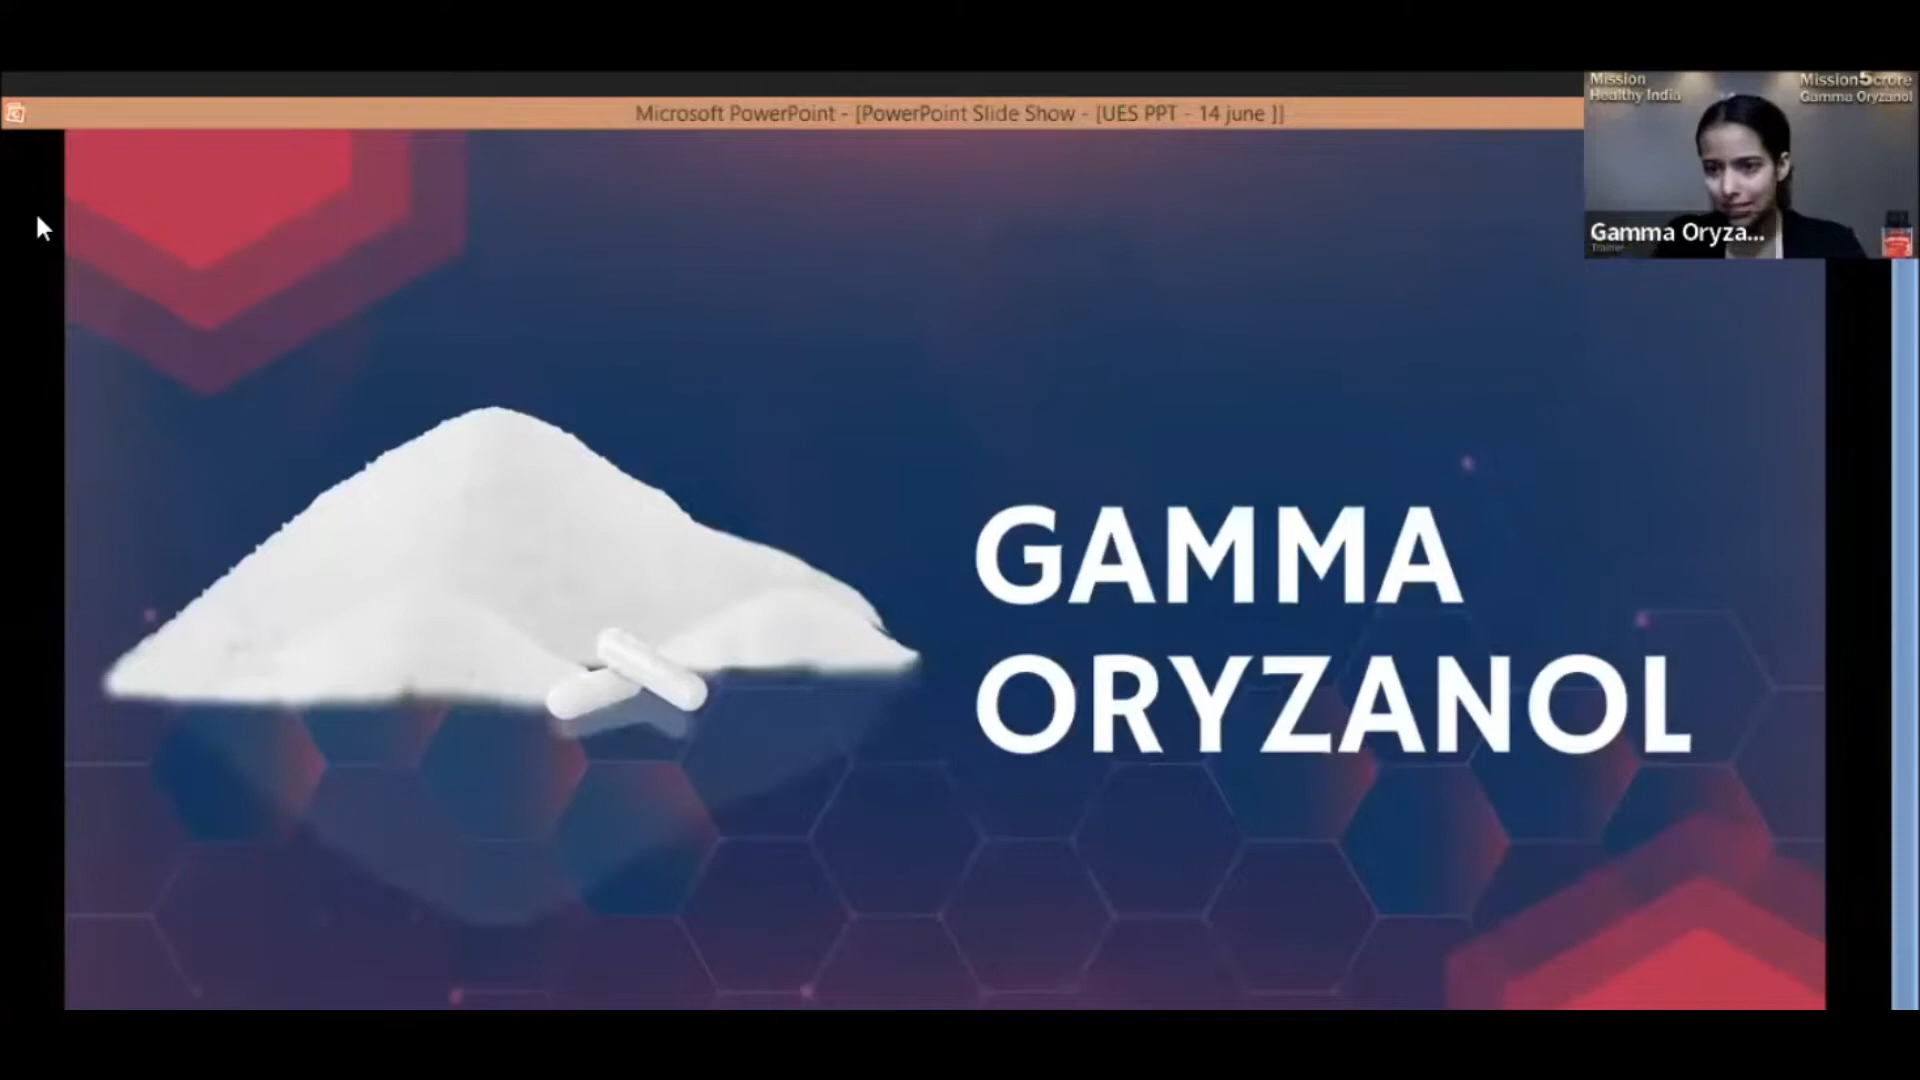 Microsoft PowerPoint - [PowerPoint Slide Show - [UES PPT - 14 june ]]
Mission
Healthy India
Mission5crore
Gamma Oryzanol
Gamma Oryza...
Trainer
GAMMA
ORYZANOL